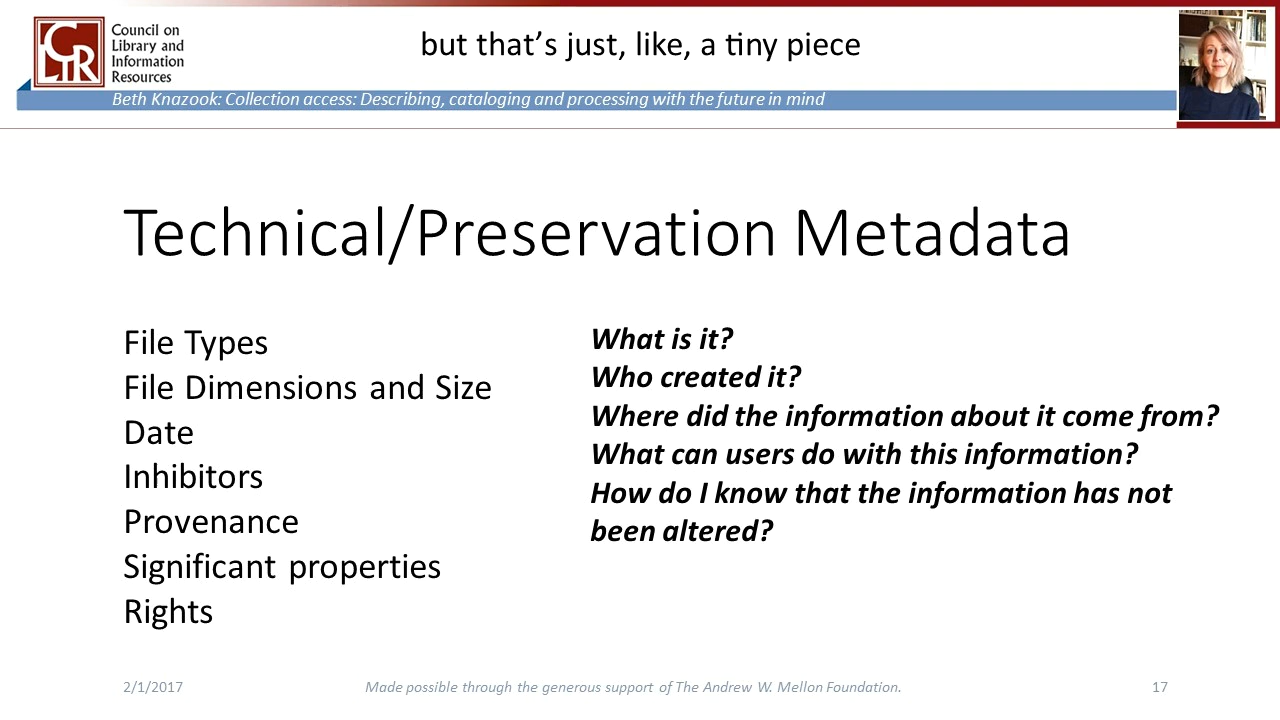 Council on
Library and
Information
Resources
CLIR
but that's just, like, a tiny piece
Beth Knazook: Collection access: Describing, cataloging and processing with the future in mind
Technical/Preservation Metadata
File Types
File Dimensions and Size
Date
Inhibitors
Provenance
Significant properties
Rights
What is it?
Who created it?
Where did the information about it come from?
What can users do with this information?
How do I know that the information has not
been altered?
2/1/2017
Made possible through the generous support of The Andrew W. Mellon Foundation.
17